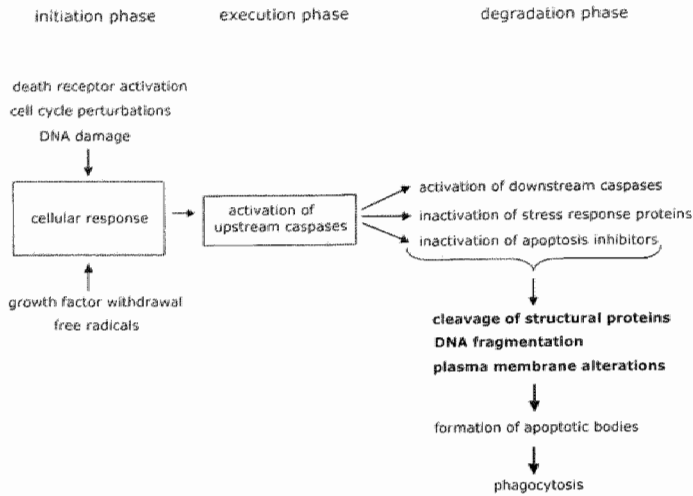 initiation phase
execution phase
degradation phase
death receptor activation
cell cycle perturbations
DNA damage
cellular response
growth factor withdrawal
free radicals
activation of
upstream caspases
activation of downstream caspases
inactivation of stress response proteins
inactivation of apoptosis inhibitors
cleavage of structural proteins
DNA fragmentation
plasma membrane alterations
formation of apoptotic bodies
phagocytosis